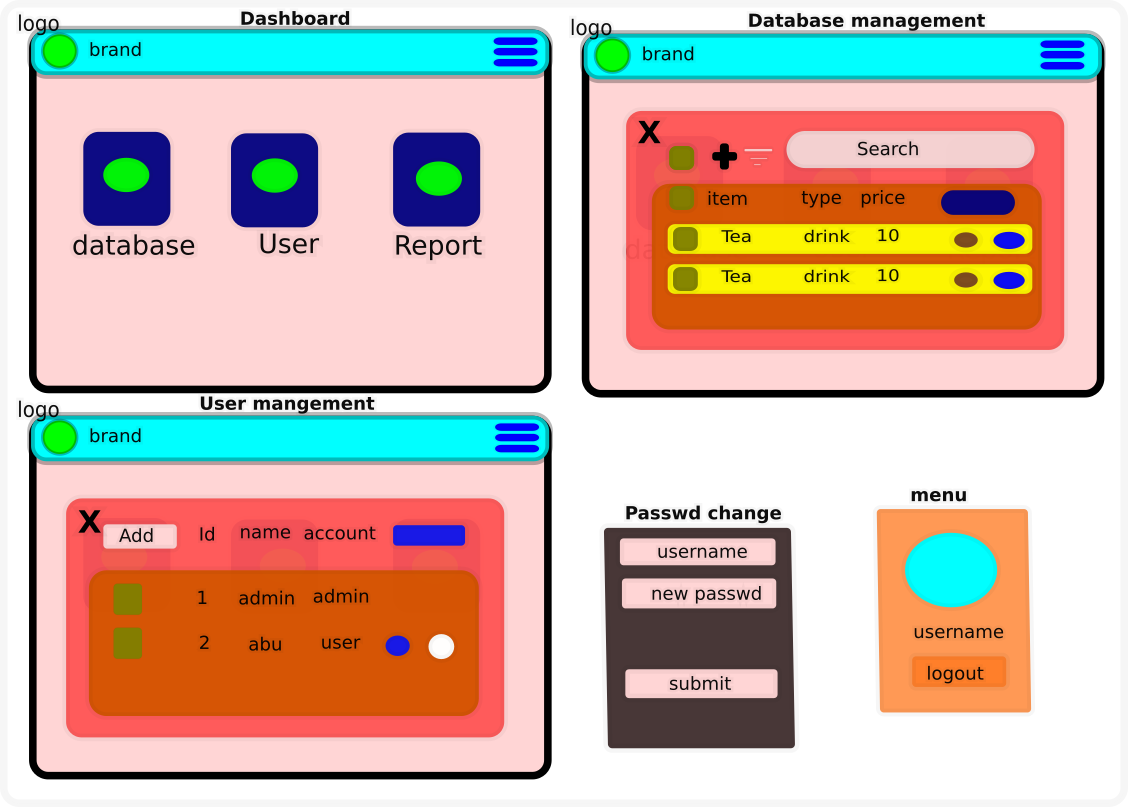 Dashboard
logo
brand
database
User
Report
Database management
logo
brand
X
Search
item type price
Tea drink 10
Tea drink 10
User mangement
logo
brand
X
Add Id name account
1 admin admin
2 abu user
Passwd change
username
new passwd
submit
menu
username
logout